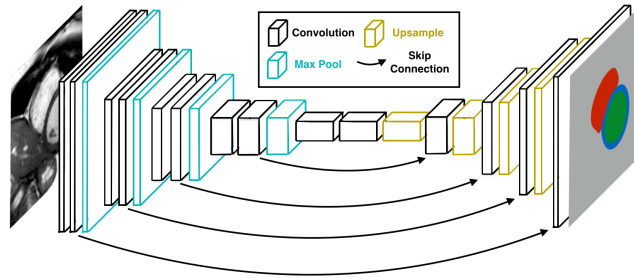 Convolution
Upsample
Max Pool
Skip
Connection